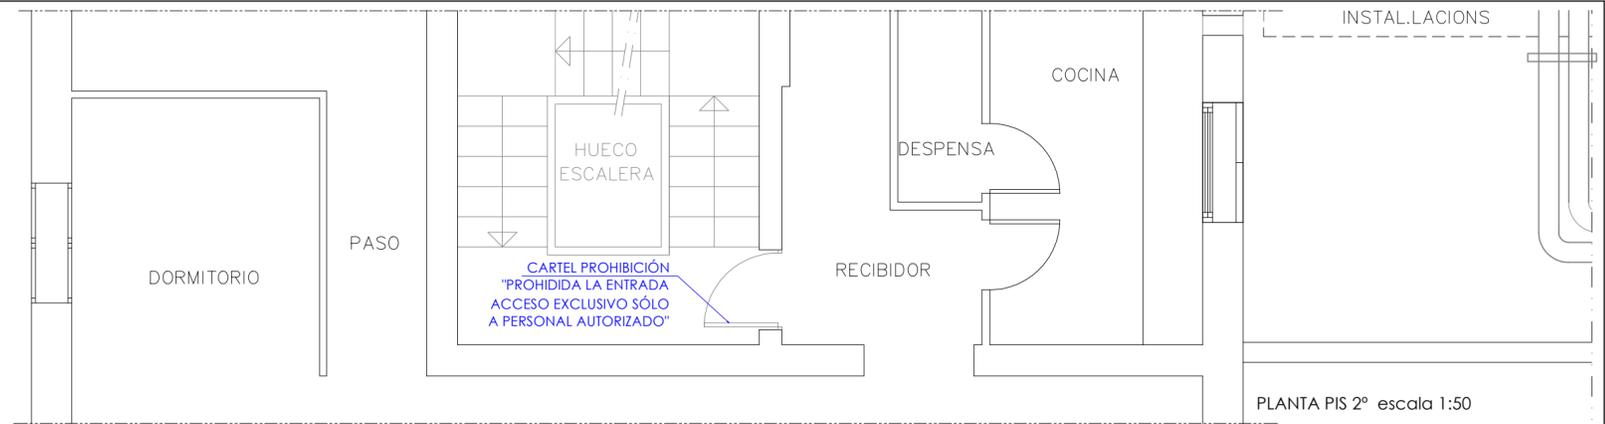 INSTAL.LACIONS
COCINA
HUECO
ESCALERA
DESPENSA
PASO
DORMITORIO
RECIBIDOR
CARTEL PROHIBICIÓN
"PROHIDIDA LA ENTRADA
ACCESO EXCLUSIVO SÓLO
A PERSONAL AUTORIZADO"
PLANTA PIS 2º escala 1:50